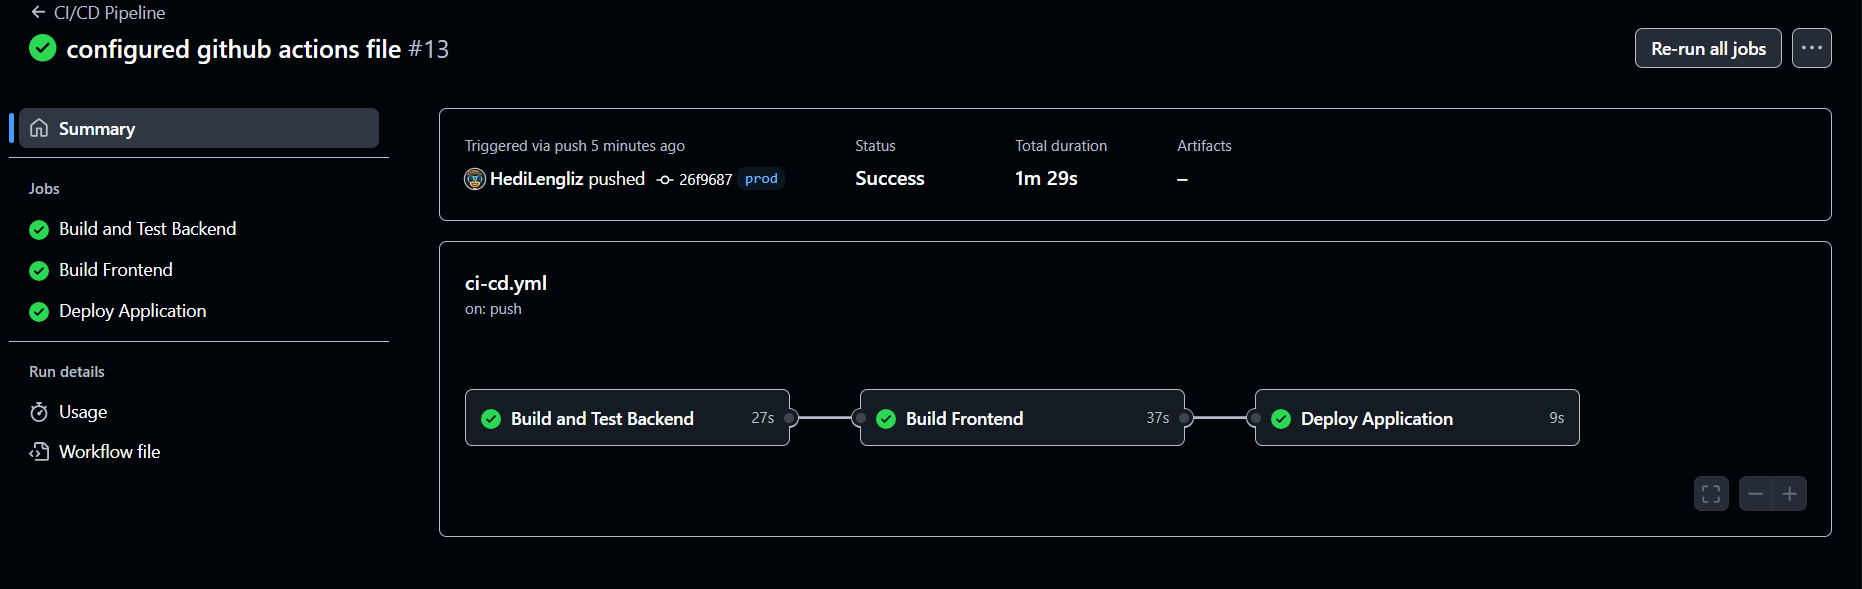 CI/CD Pipeline
configured github actions file #13
Re-run all jobs
Summary
Jobs
Build and Test Backend
Build Frontend
Deploy Application
Run details
Usage
Workflow file
Triggered via push 5 minutes ago
HediLengliz pushed 26f9687 prod
Status
Success
Total duration
1m 29s
Artifacts
–
ci-cd.yml
on: push
Build and Test Backend 27s
Build Frontend 37s
Deploy Application 9s